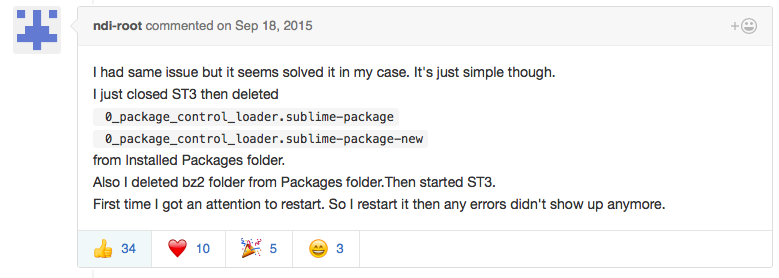 ndi-root commented on Sep 18, 2015
I had same issue but it seems solved it in my case. It's just simple though.
I just closed ST3 then deleted
0_package_control_loader.sublime-package
0_package_control_loader.sublime-package-new
from Installed Packages folder.
Also I deleted bz2 folder from Packages folder.Then started ST3.
First time I got an attention to restart. So I restart it then any errors didn't show up anymore.
34 10 5 3